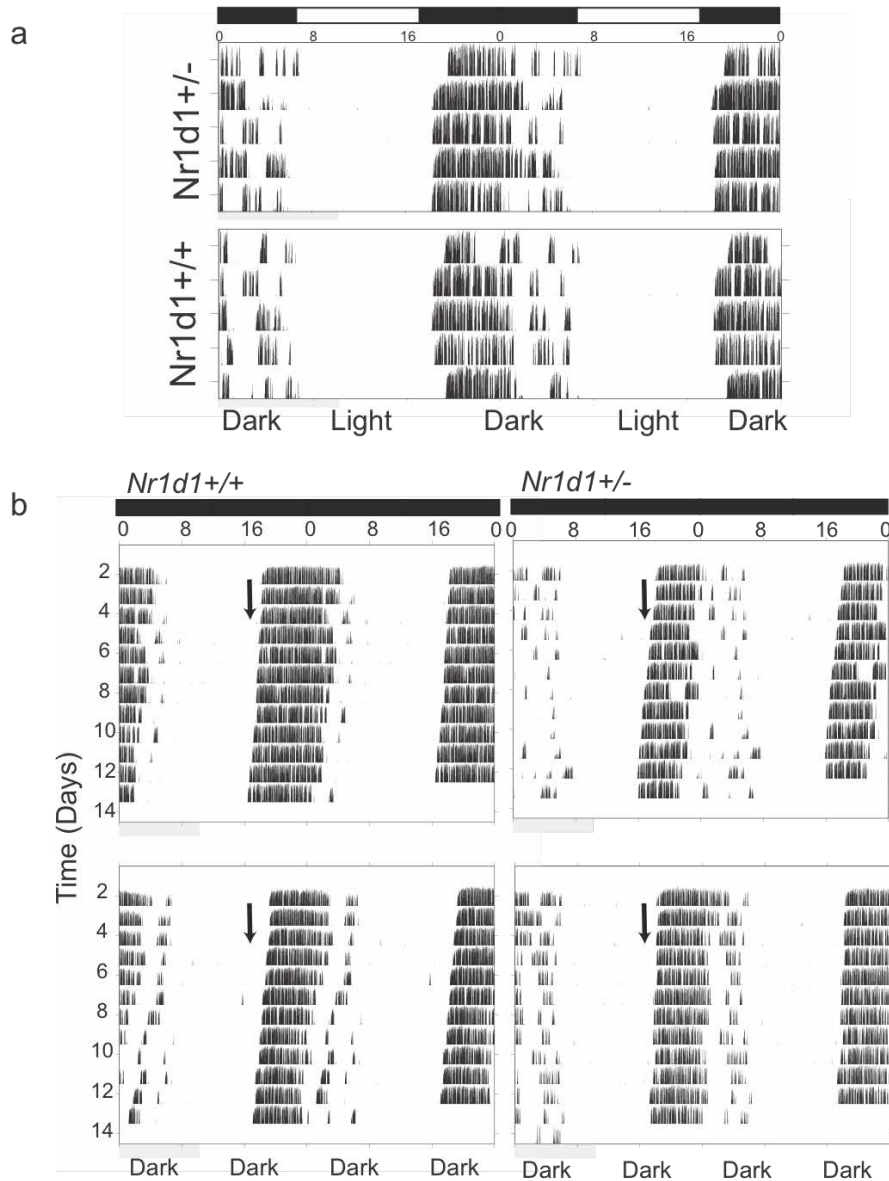 a
0 8 16 0 8 16 0
Nr1d1+/-
Nr1d1+/+
Dark Light Dark Light Dark
b
Nr1d1+/+ Nr1d1+/-
0 8 16 0 8 16 0 0 8 16 0 8 16 0
2
4
6
8
10
12
14
Time (Days)
2
4
6
8
10
12
14
Dark Dark Dark Dark Dark Dark Dark Dark